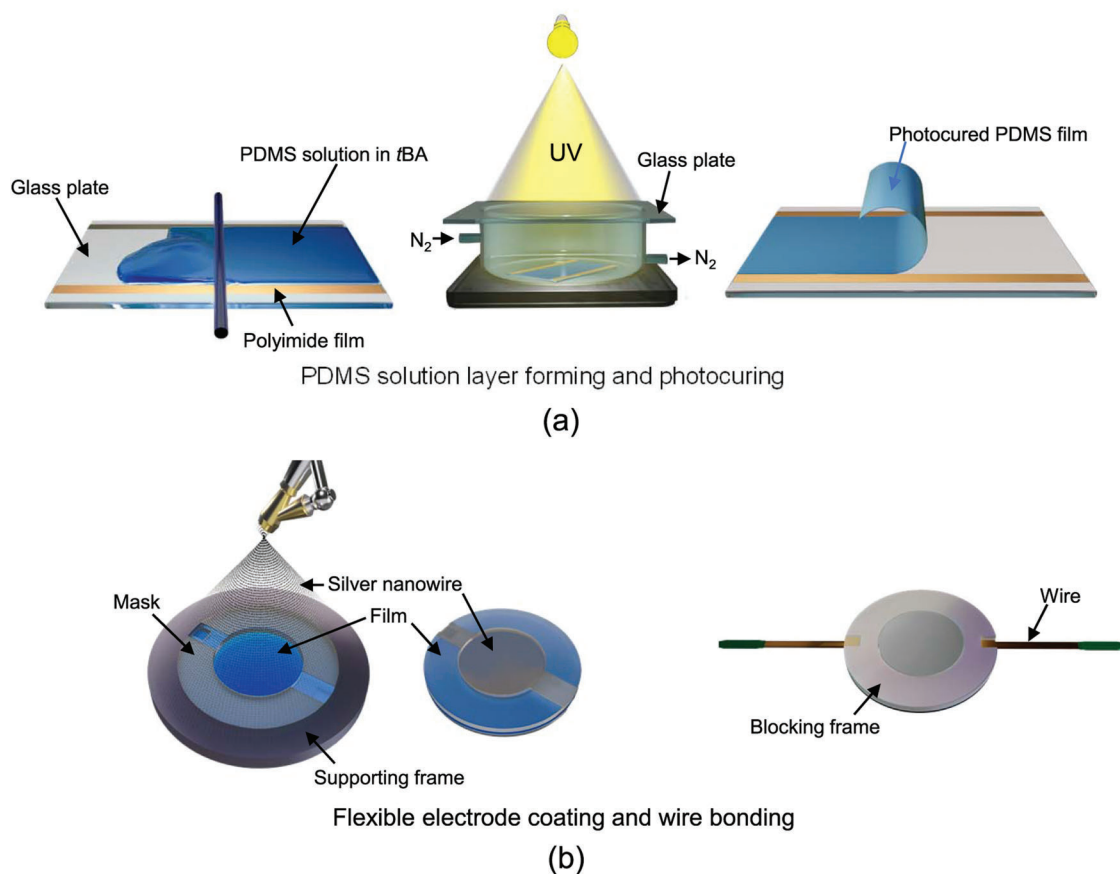 UV
PDMS solution in tBA
Glass plate
Glass plate
Photocured PDMS film
N2
N2
Polyimide film
PDMS solution layer forming and photocuring
(a)
Silver nanowire
Mask
Film
Wire
Blocking frame
Supporting frame
Flexible electrode coating and wire bonding
(b)